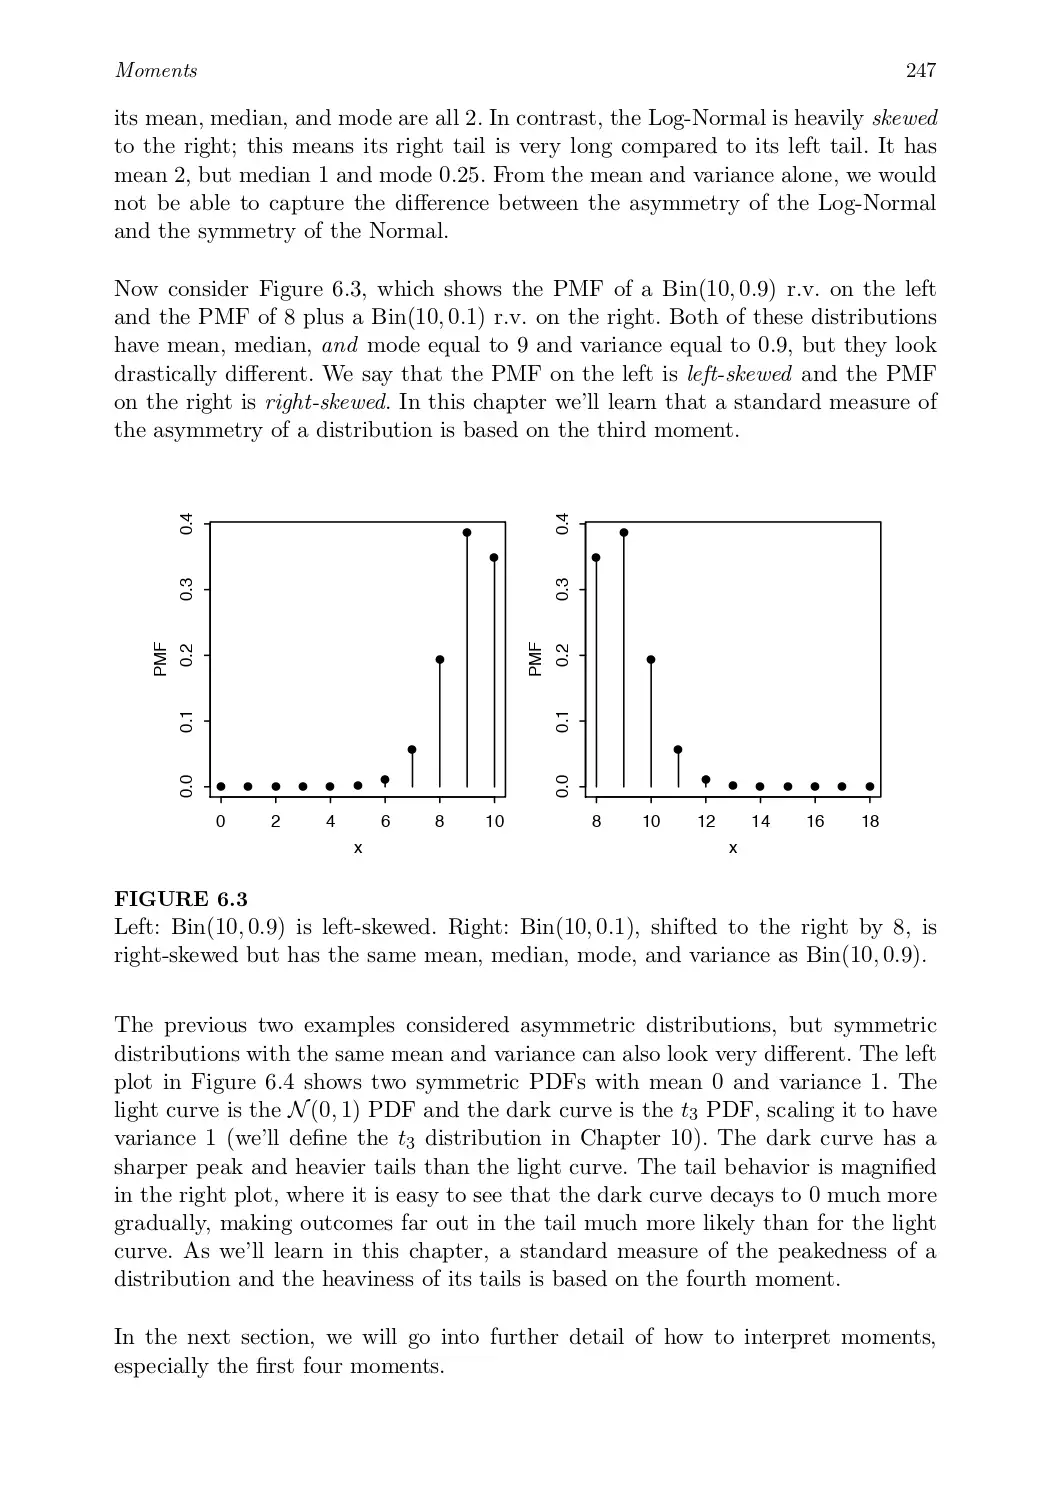 Moments 247
its mean, median, and mode are all 2. In contrast, the Log-Normal is heavily skewed
to the right; this means its right tail is very long compared to its left tail. It has
mean 2, but median 1 and mode 0.25. From the mean and variance alone, we would
not be able to capture the difference between the asymmetry of the Log-Normal
and the symmetry of the Normal.
Now consider Figure 6.3, which shows the PMF of a Bin(10, 0.9) r.v. on the left
and the PMF of 8 plus a Bin(10, 0.1) r.v. on the right. Both of these distributions
have mean, median, and mode equal to 9 and variance equal to 0.9, but they look
drastically different. We say that the PMF on the left is left-skewed and the PMF
on the right is right-skewed. In this chapter we'll learn that a standard measure of
the asymmetry of a distribution is based on the third moment.
PMF
0.4
0.3
0.2
0.1
0.0
0 2 4 6 8 10
x
PMF
0.4
0.3
0.2
0.1
0.0
8 10 12 14 16 18
x
FIGURE 6.3
Left: Bin(10, 0.9) is left-skewed. Right: Bin(10, 0.1), shifted to the right by 8, is
right-skewed but has the same mean, median, mode, and variance as Bin(10, 0.9).
The previous two examples considered asymmetric distributions, but symmetric
distributions with the same mean and variance can also look very different. The left
plot in Figure 6.4 shows two symmetric PDFs with mean 0 and variance 1. The
light curve is the N(0, 1) PDF and the dark curve is the t₃ PDF, scaling it to have
variance 1 (we'll define the t₃ distribution in Chapter 10). The dark curve has a
sharper peak and heavier tails than the light curve. The tail behavior is magnified
in the right plot, where it is easy to see that the dark curve decays to 0 much more
gradually, making outcomes far out in the tail much more likely than for the light
curve. As we'll learn in this chapter, a standard measure of the peakedness of a
distribution and the heaviness of its tails is based on the fourth moment.
In the next section, we will go into further detail of how to interpret moments,
especially the first four moments.